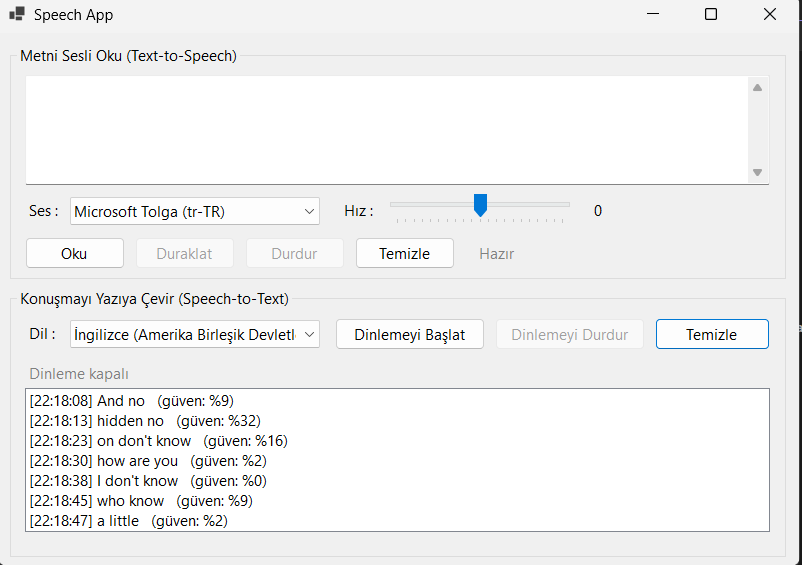 Speech App
Metni Sesli Oku (Text-to-Speech)
Ses : Microsoft Tolga (tr-TR) Hız : 0
Oku Duraklat Durdur Temizle Hazır
Konuşmayı Yazıya Çevir (Speech-to-Text)
Dil : İngilizce (Amerika Birleşik Devletl Dinlemeyi Başlat Dinlemeyi Durdur Temizle
Dinleme kapalı
[22:18:08] And no (güven: %9)
[22:18:13] hidden no (güven: %32)
[22:18:23] on don't know (güven: %16)
[22:18:30] how are you (güven: %2)
[22:18:38] I don't know (güven: %0)
[22:18:45] who know (güven: %9)
[22:18:47] a little (güven: %2)